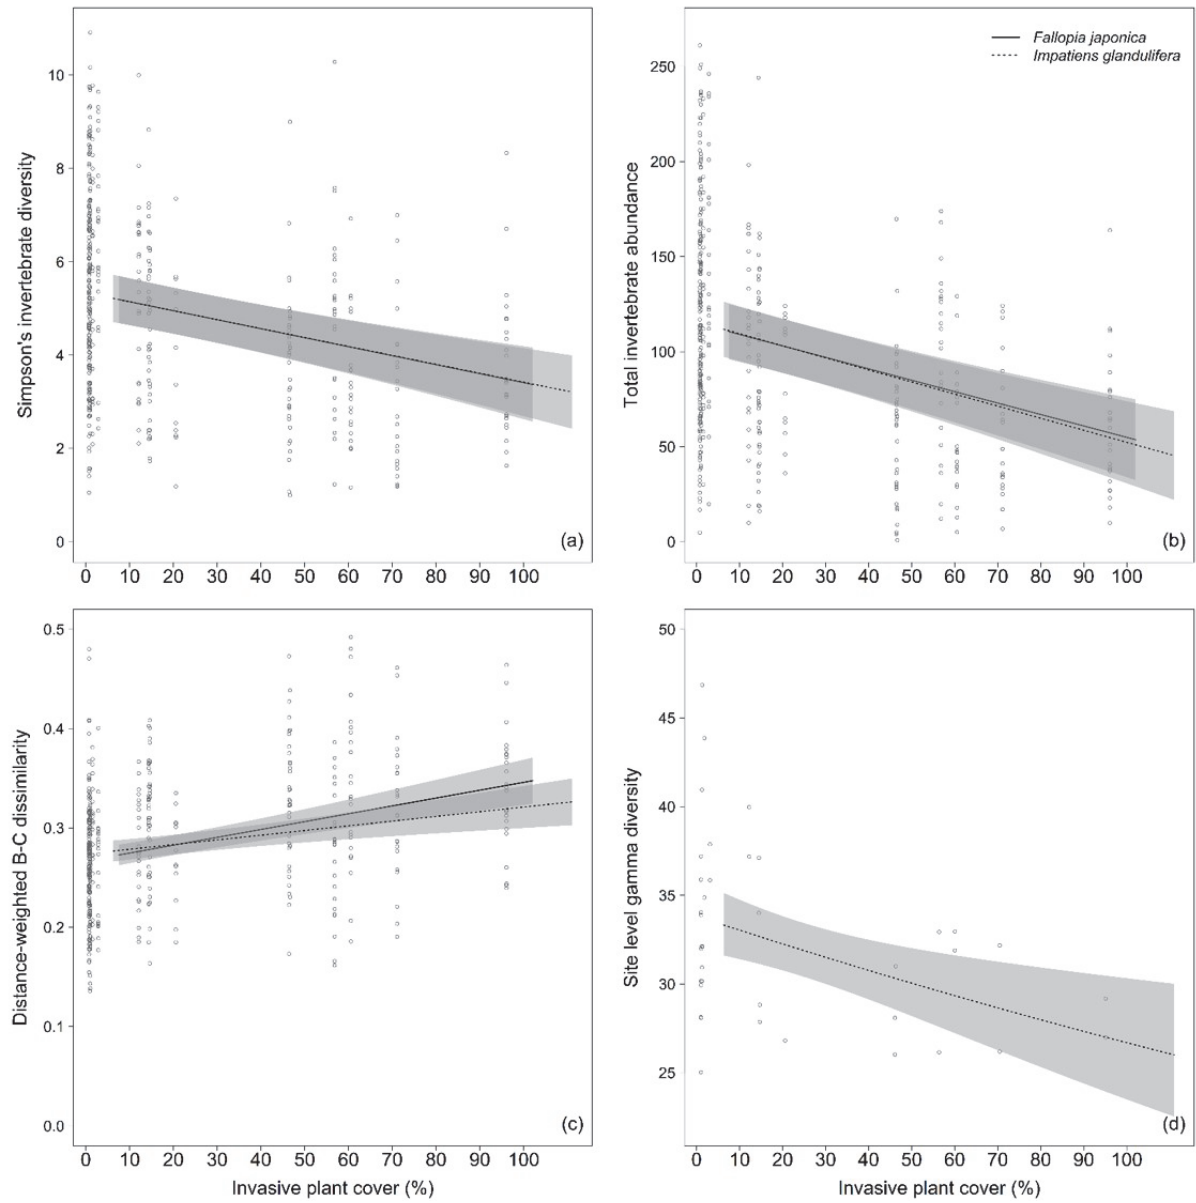 Simpson's invertebrate diversity
10
8
6
4
2
0
(a)
0 10 20 30 40 50 60 70 80 90 100
Total invertebrate abundance
250
200
150
100
50
0
Fallopia japonica
Impatiens glandulifera
(b)
0 10 20 30 40 50 60 70 80 90 100
Distance-weighted B-C dissimilarity
0.5
0.4
0.3
0.2
0.1
0.0
(c)
0 10 20 30 40 50 60 70 80 90 100
Invasive plant cover (%)
Site level gamma diversity
50
45
40
35
30
25
(d)
0 10 20 30 40 50 60 70 80 90 100
Invasive plant cover (%)